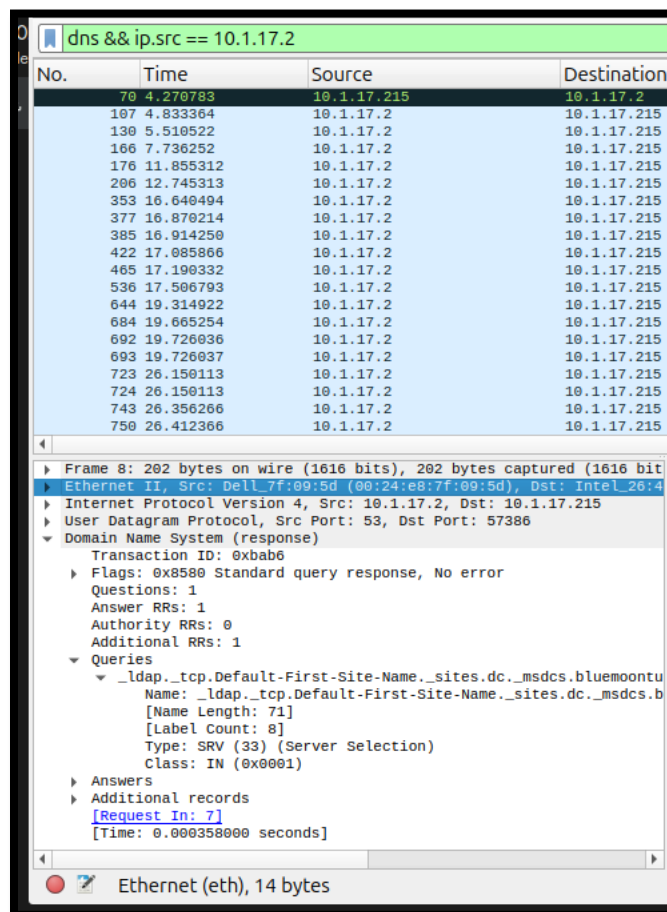 dns && ip.src == 10.1.17.2
No. Time Source Destination
70 4.270783 10.1.17.215 10.1.17.2
107 4.833364 10.1.17.2 10.1.17.215
130 5.510522 10.1.17.2 10.1.17.215
166 7.736252 10.1.17.2 10.1.17.215
176 11.855312 10.1.17.2 10.1.17.215
206 12.745313 10.1.17.2 10.1.17.215
353 16.640494 10.1.17.2 10.1.17.215
377 16.870214 10.1.17.2 10.1.17.215
385 16.914250 10.1.17.2 10.1.17.215
422 17.085866 10.1.17.2 10.1.17.215
465 17.190332 10.1.17.2 10.1.17.215
536 17.506793 10.1.17.2 10.1.17.215
644 19.314922 10.1.17.2 10.1.17.215
684 19.665254 10.1.17.2 10.1.17.215
692 19.726036 10.1.17.2 10.1.17.215
693 19.726037 10.1.17.2 10.1.17.215
723 26.150113 10.1.17.2 10.1.17.215
724 26.150113 10.1.17.2 10.1.17.215
743 26.356266 10.1.17.2 10.1.17.215
750 26.412366 10.1.17.2 10.1.17.215
Frame 8: 202 bytes on wire (1616 bits), 202 bytes captured (1616 bit
Ethernet II, Src: Dell_7f:09:5d (00:24:e8:7f:09:5d), Dst: Intel_26:4
Internet Protocol Version 4, Src: 10.1.17.2, Dst: 10.1.17.215
User Datagram Protocol, Src Port: 53, Dst Port: 57386
Domain Name System (response)
Transaction ID: 0xbab6
Flags: 0x8580 Standard query response, No error
Questions: 1
Answer RRs: 1
Authority RRs: 0
Additional RRs: 1
Queries
_ldap._tcp.Default-First-Site-Name._sites.dc._msdcs.bluemoontu
Name: _ldap._tcp.Default-First-Site-Name._sites.dc._msdcs.b
[Name Length: 71]
[Label Count: 8]
Type: SRV (33) (Server Selection)
Class: IN (0x0001)
Answers
Additional records
[Request In: 7]
[Time: 0.000358000 seconds]
Ethernet (eth), 14 bytes